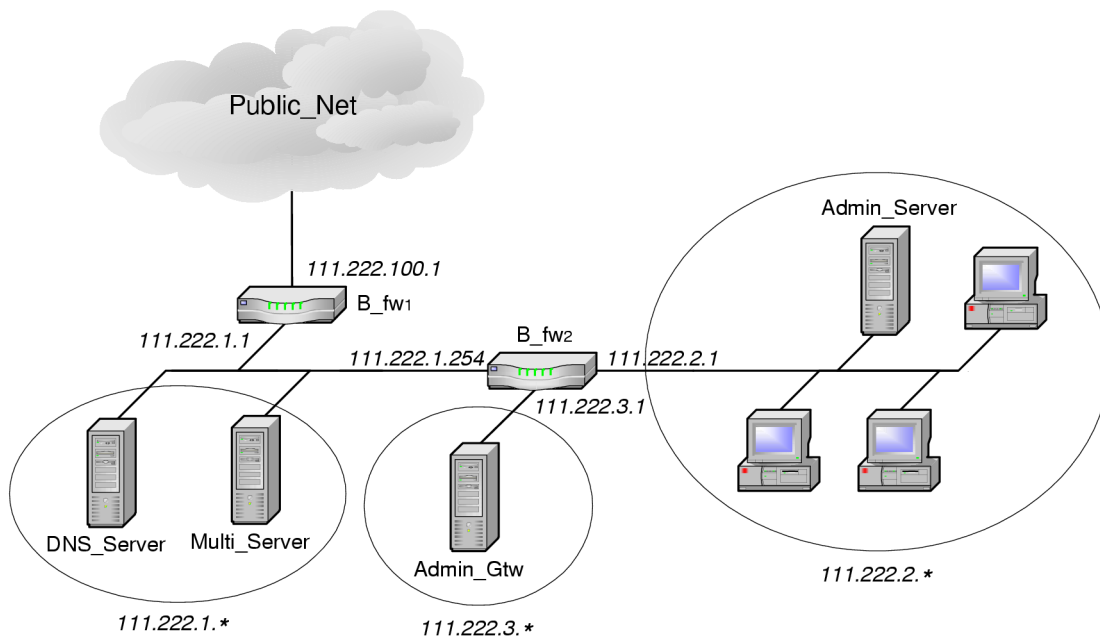 Public_Net
Admin_Server
111.222.100.1
B_fw1
B_fw2
111.222.1.1
111.222.1.254
111.222.2.1
111.222.3.1
DNS_Server
Multi_Server
Admin_Gtw
111.222.2.*
111.222.1.*
111.222.3.*